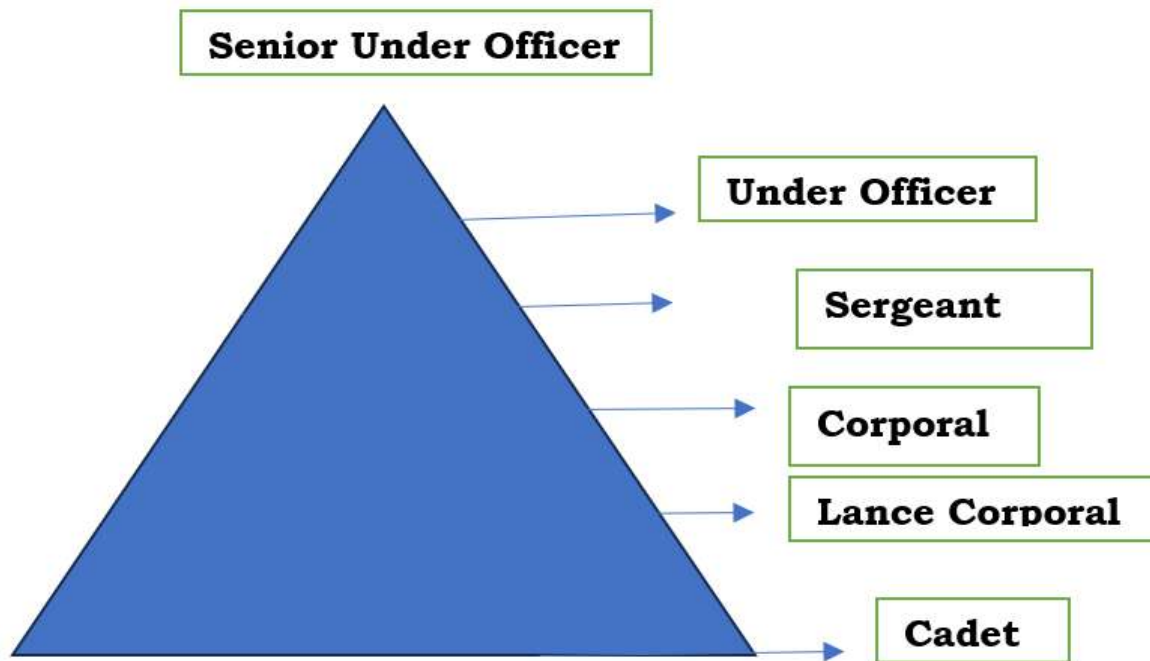 Senior Under Officer
Under Officer
Sergeant
Corporal
Lance Corporal
Cadet